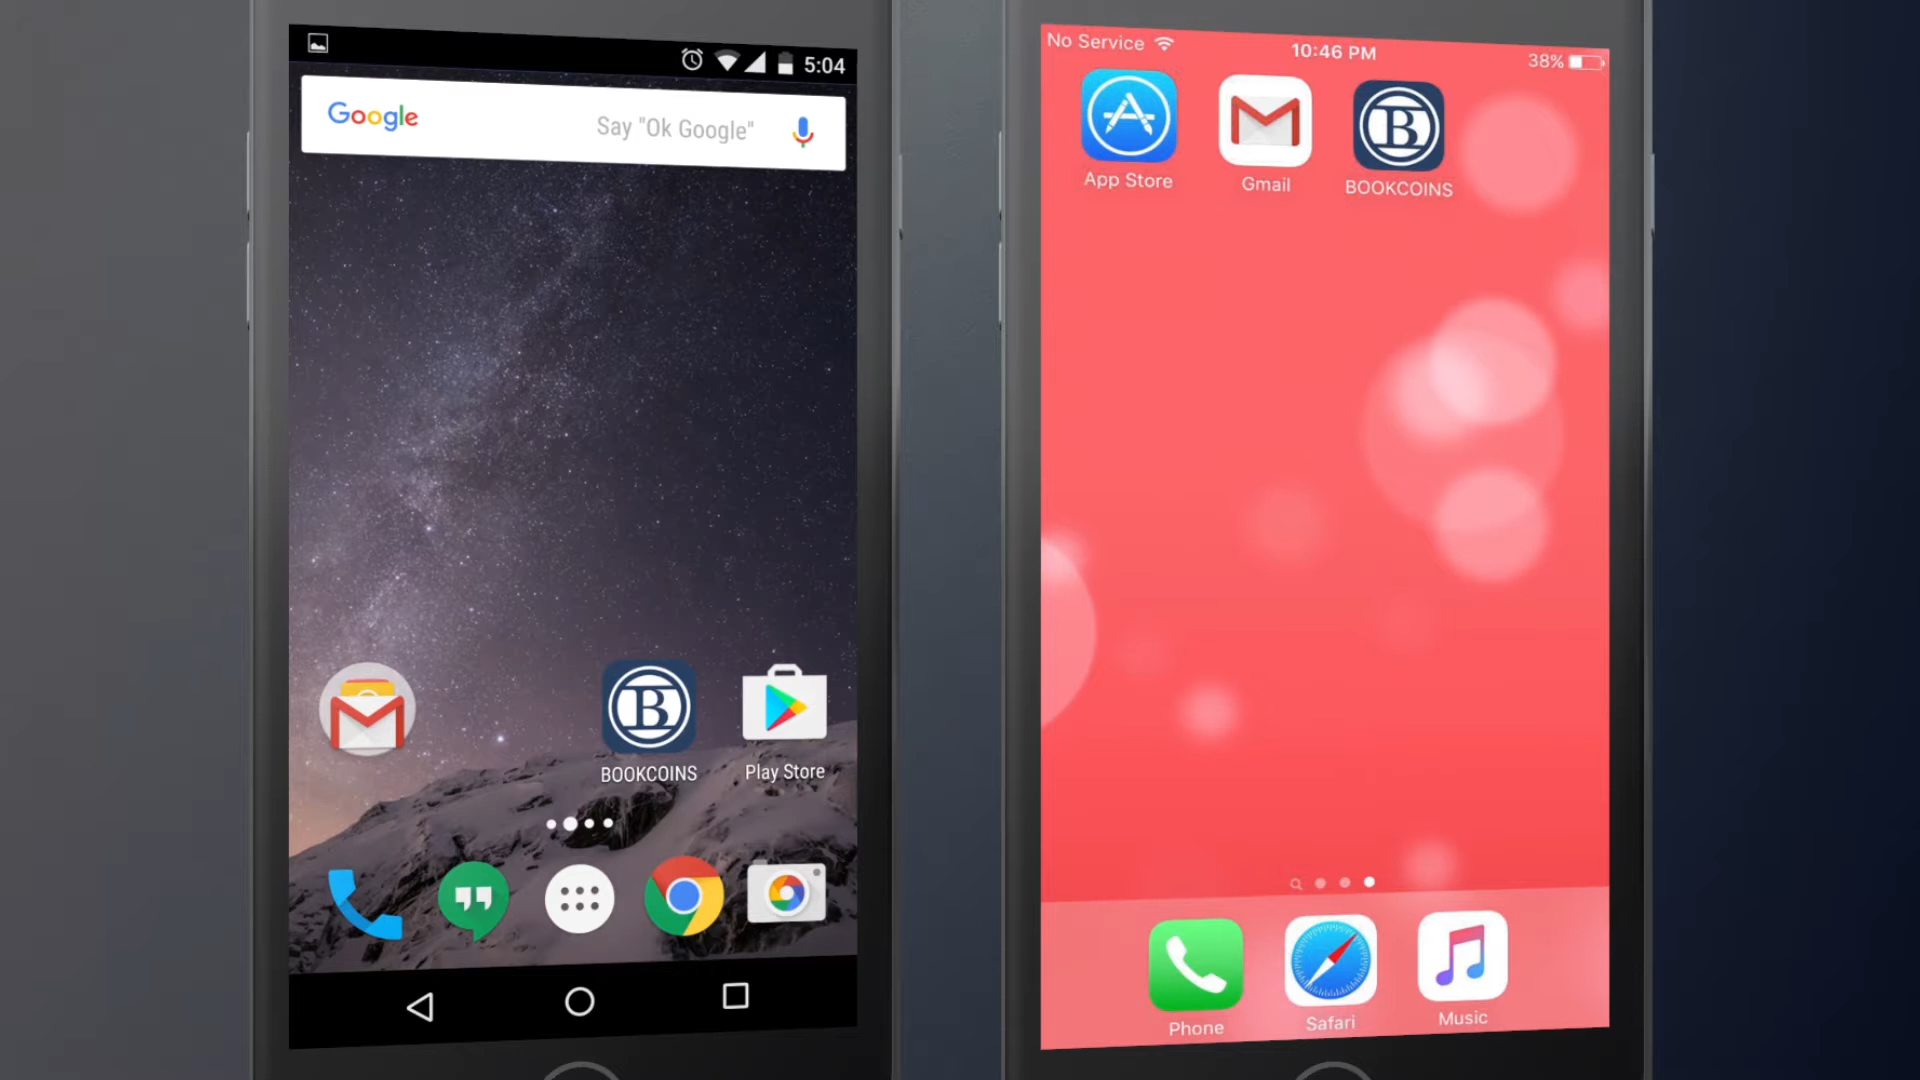 5:04
Google
Say "Ok Google"
B
BOOKCOINS
Play Store
No Service
10:46 PM
38%
B
App Store
Gmail
BOOKCOINS
Phone
Safari
Music